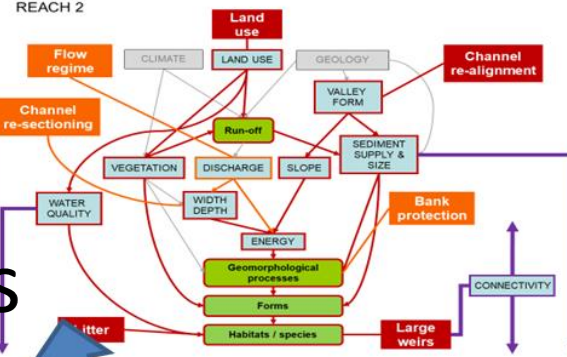 REACH 2
Land
use
Flow
regime
CLIMATE
LAND USE
GEOLOGY
Channel
re-alignment
VALLEY
FORM
Channel
re-sectioning
Run-off
SEDIMENT
SUPPLY &
SIZE
VEGETATION
DISCHARGE
SLOPE
WATER
QUALITY
WIDTH
DEPTH
Bank
protection
ENERGY
Geomorphological
processes
CONNECTIVITY
s
Forms
Litter
Habitats / species
Large
weirs